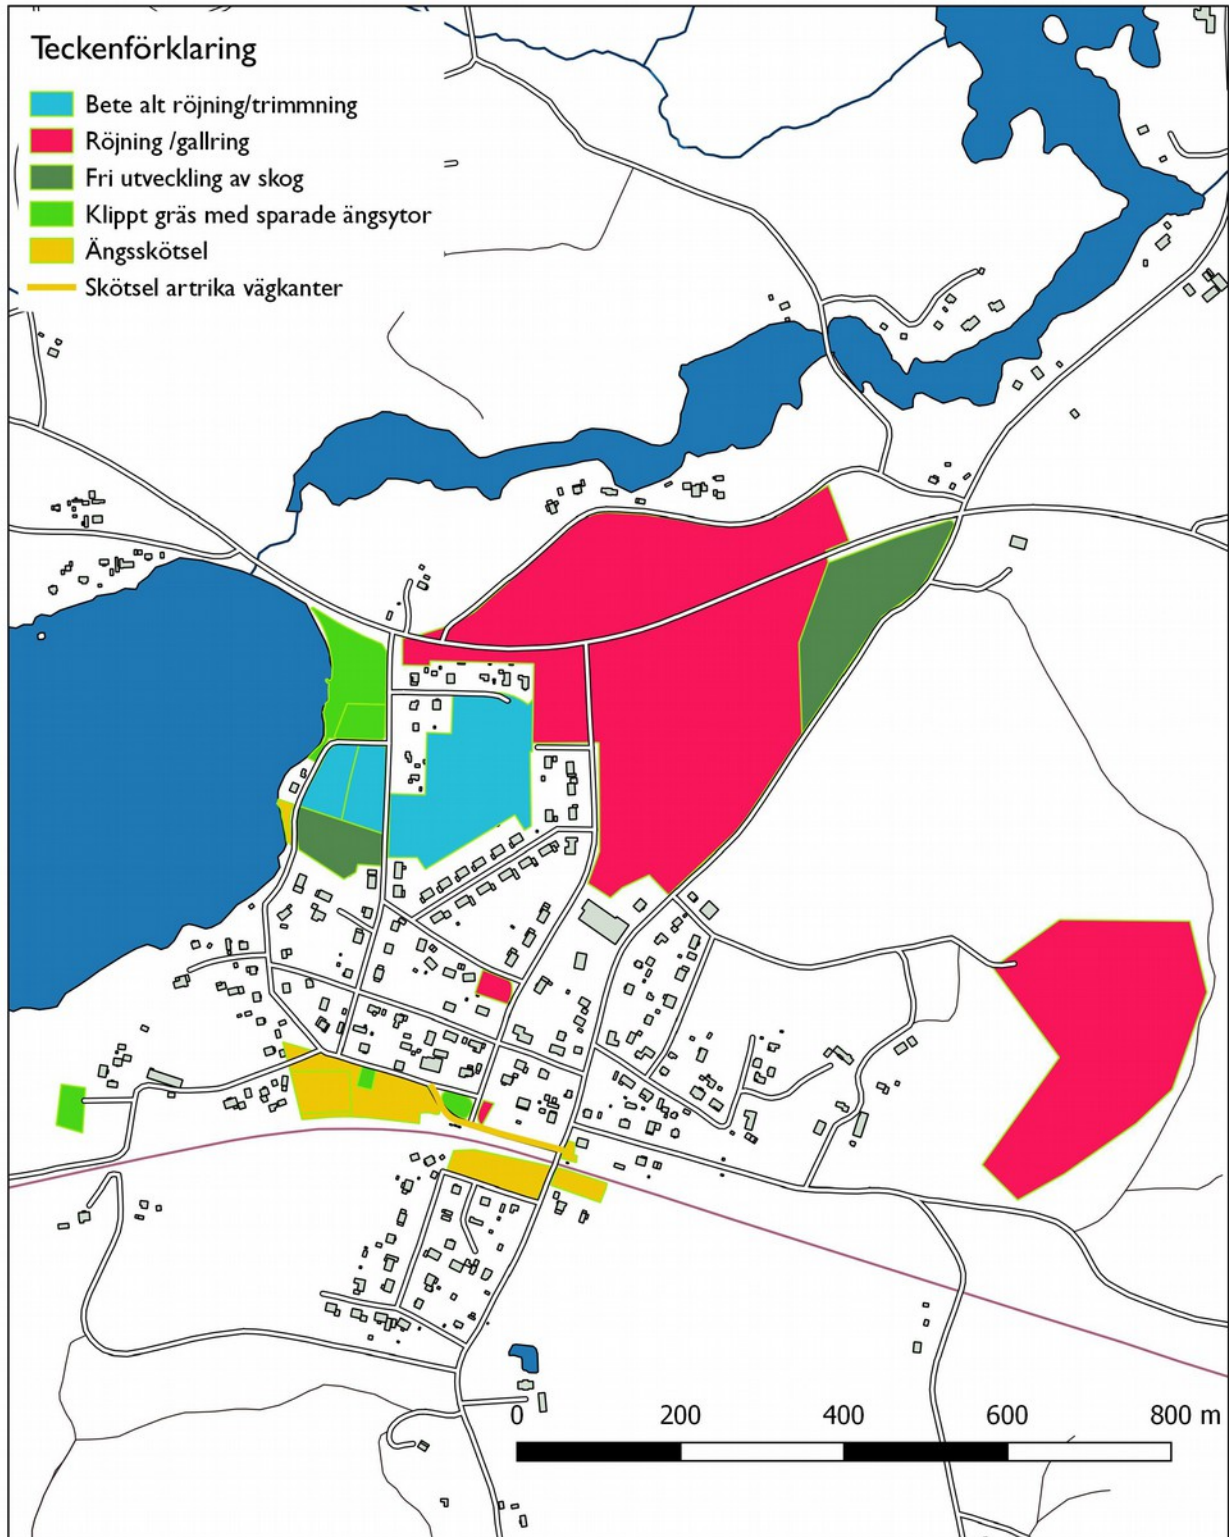 Teckenförklaring
Bete alt röjning/trimmning
Röjning /gallring
Fri utveckling av skog
Klippt gräs med sparade ängsytor
Ängsskötsel
Skötsel artrika vägkanter
0 200 400 600 800 m